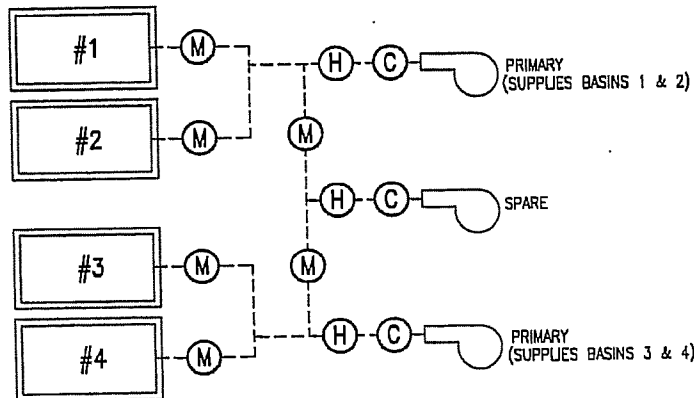 #1
M
H
C
PRIMARY
(SUPPLIES BASINS 1 & 2)
#2
M
M
H
C
SPARE
#3
M
M
#4
M
H
C
PRIMARY
(SUPPLIES BASINS 3 & 4)